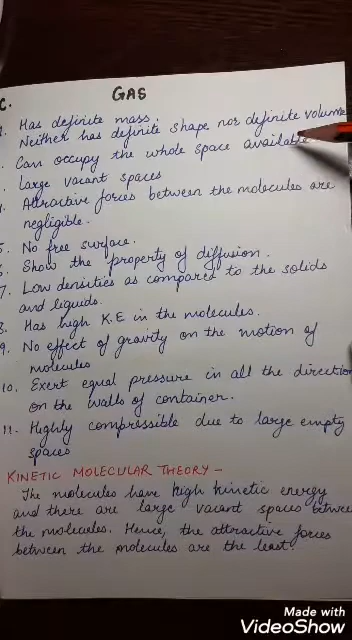 C.
GAS
1. Has definite mass.
Neither has definite shape nor definite volume
. Can occupy the whole space available
. Large vacant spaces
4. Attractive forces between the molecules are
negligible.
5. No free surface.
6. Show the property of diffusion.
7. Low densities as compared to the solids
and liquids.
8. Has high K.E in the molecules.
9. No effect of gravity on the motion of
molecules
10. Exert equal pressure in all the direction
on the walls of container.
11. Highly compressible due to large empty
spaces
KINETIC MOLECULAR THEORY -
The molecules have high kinetic energy
and there are large vacant spaces between
the molecules. Hence, the attractive forces
between the molecules are the least.
Made with
VideoShow